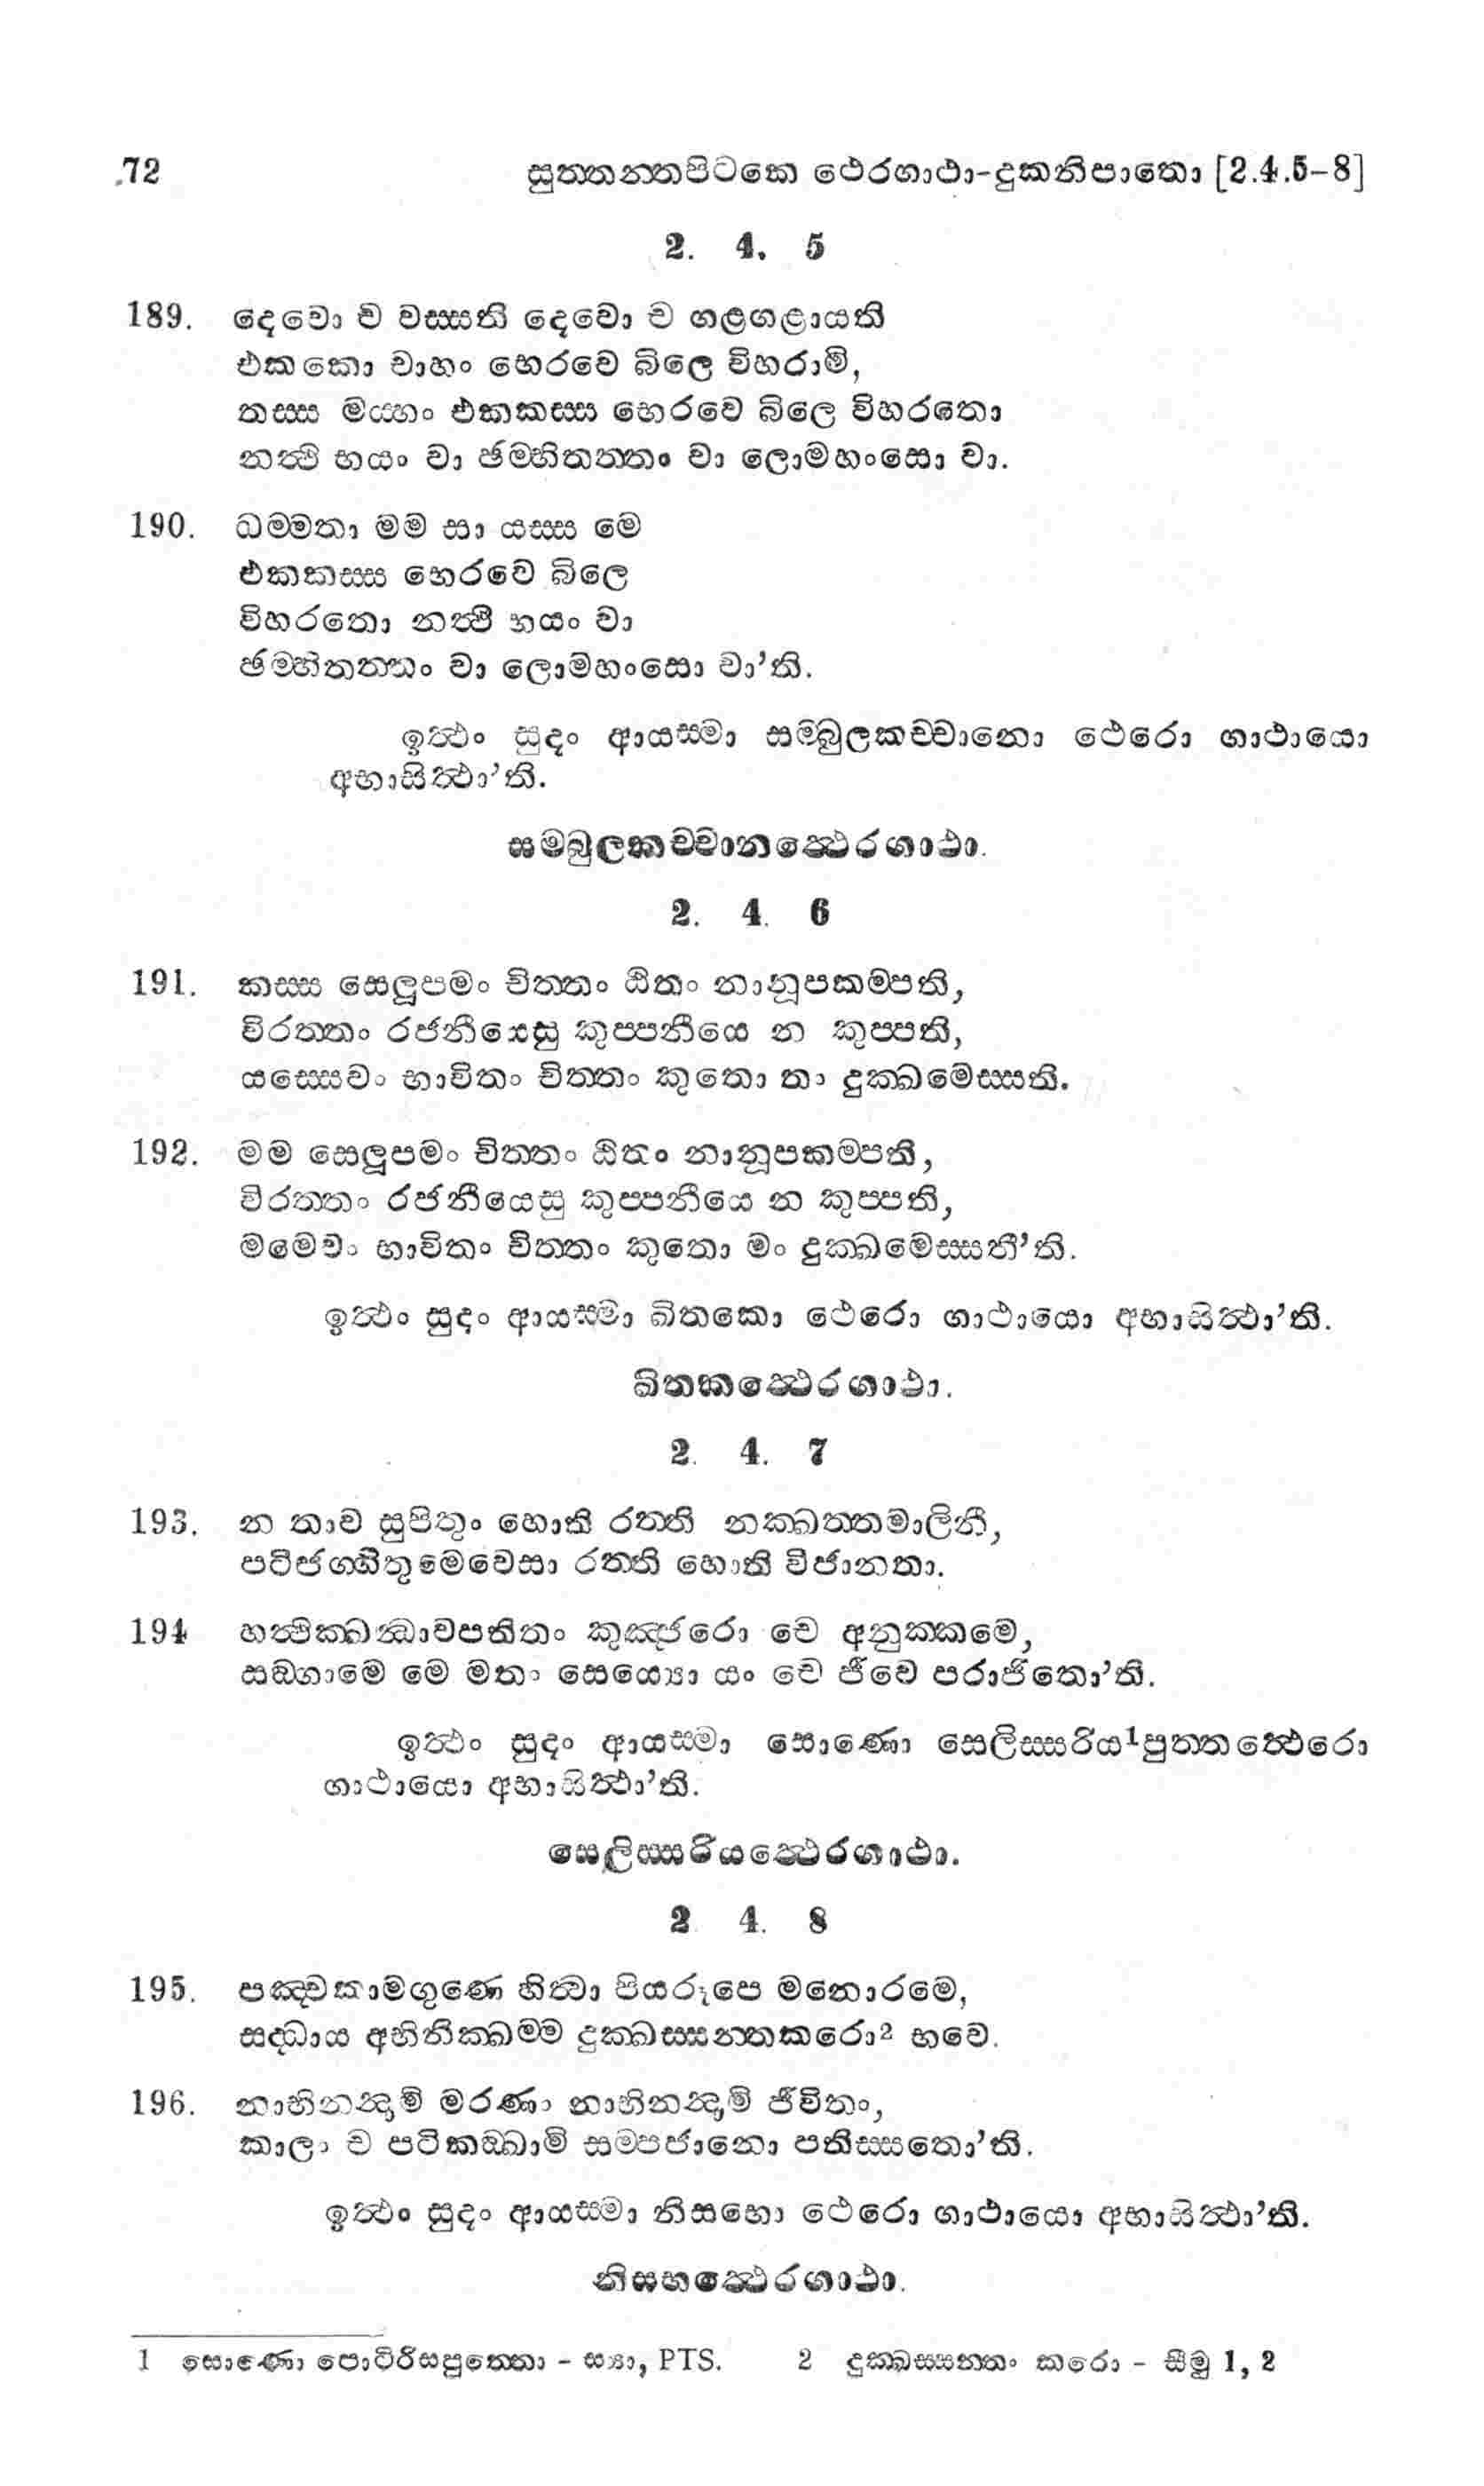 72 සුත්තන්තපිටකෙ ථෙරගාථා-දුකනිපාතො [2.4.5-8]
2. 4. 5
189. දෙවො ච වස්සති දෙවො ච ගළගළායති
එකකො චාහං භෙරවෙ බිලෙ විහරාමි,
තස්ස මය්හං එකකස්ස භෙරවෙ බිලෙ විහරතො
නත්ථි භයං වා ඡම්භිතත්තං වා ලොමහංසො වා.
190. ධම්මතා මම සා යස්ස මෙ
එකකස්ස භෙරවෙ බිලෙ
විහරතො නත්ථි භයං වා
ඡම්භිතත්තං වා ලොමහංසො වා’ති.
ඉත්ථං සුදං ආයස්මා සම්බුලකච්චානො ථෙරො ගාථායො
අභාසිත්ථා’ති.
සම්බුලකච්චානත්ථෙරගාථා.
2. 4. 6
191. කස්ස සෙලූපමං චිත්තං ඨිතං නානූපකම්පති,
විරත්තං රජනීයෙසු කුප්පනීයෙ න කුප්පති,
යස්සෙවං භාවිතං චිත්තං කුතො තං දුක්ඛමෙස්සති.
192. මම සෙලූපමං චිත්තං ඨිතං නානූපකම්පති,
විරත්තං රජනීයෙසු කුප්පනීයෙ න කුප්පති,
මමෙවං භාවිතං චිත්තං කුතො මං දුක්ඛමෙස්සතී’ති.
ඉත්ථං සුදං ආයස්මා ඛිතකො ථෙරො ගාථායො අභාසිත්ථා’ති.
ඛිතකත්ථෙරගාථා.
2. 4. 7
193. න තාව සුපිතුං හොති රත්ති නක්ඛත්තමාලිනී,
පටිජග්ගිතුමෙවෙසා රත්ති හොති විජානතා.
194 හත්ථික්ඛන්ධාවපතිතං කුඤ්ජරො චෙ අනුක්කමෙ,
සඞ්ගාමෙ මෙ මතං සෙය්‍යො යං චෙ ජීවෙ පරාජිතො’ති.
ඉත්ථං සුදං ආයස්මා සොණො සෙලිස්සරිය1පුත්තත්ථෙරො
ගාථායො අභාසිත්ථා’ති.
සෙලිස්සරියත්ථෙරගාථා.
2 4. 8
195. පඤ්චකාමගුණෙ හිත්වා පියරූපෙ මනොරමෙ,
සද්ධාය අභිනික්ඛම්ම දුක්ඛස්සන්තකරො2 භවෙ.
196. නාභිනන්දාමි මරණං නාභිනන්දාමි ජීවිතං,
කාලං ච පටිකඞ්ඛාමි සම්පජානො පතිස්සතො’ති.
ඉත්ථං සුදං ආයස්මා නිසභො ථෙරො ගාථායො අභාසිත්ථා’ති.
නිසභත්ථෙරගාථා.
1 සොණො පොටිරිසපුත්තො - ස්‍යා, PTS. 2 දුක්ඛස්සන්තං කරො - සීමු 1, 2